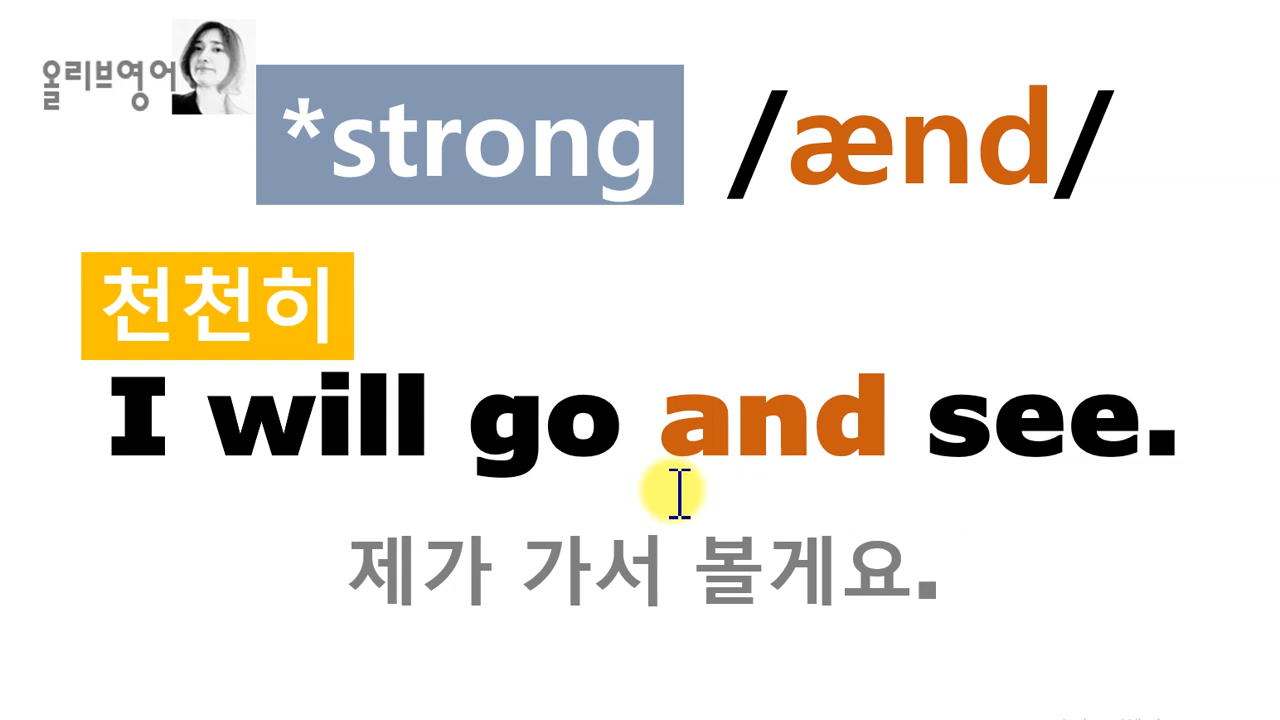 올리브영어
*strong /ænd/
천천히
I will go and see.
제가 가서 볼게요.